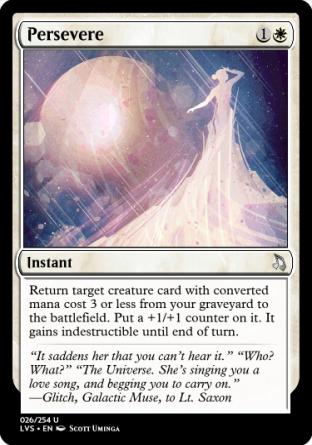 Persevere 1
Instant
Return target creature card with converted
mana cost 3 or less from your graveyard to
the battlefield. Put a +1/+1 counter on it. It
gains indestructible until end of turn.
“It saddens her that you can't hear it.” “Who?
What?” “The Universe. She's singing you a
love song, and begging you to carry on.”
—Glitch, Galactic Muse, to Lt. Saxon
026/254 U
LVS • EN SCOTT UMINGA